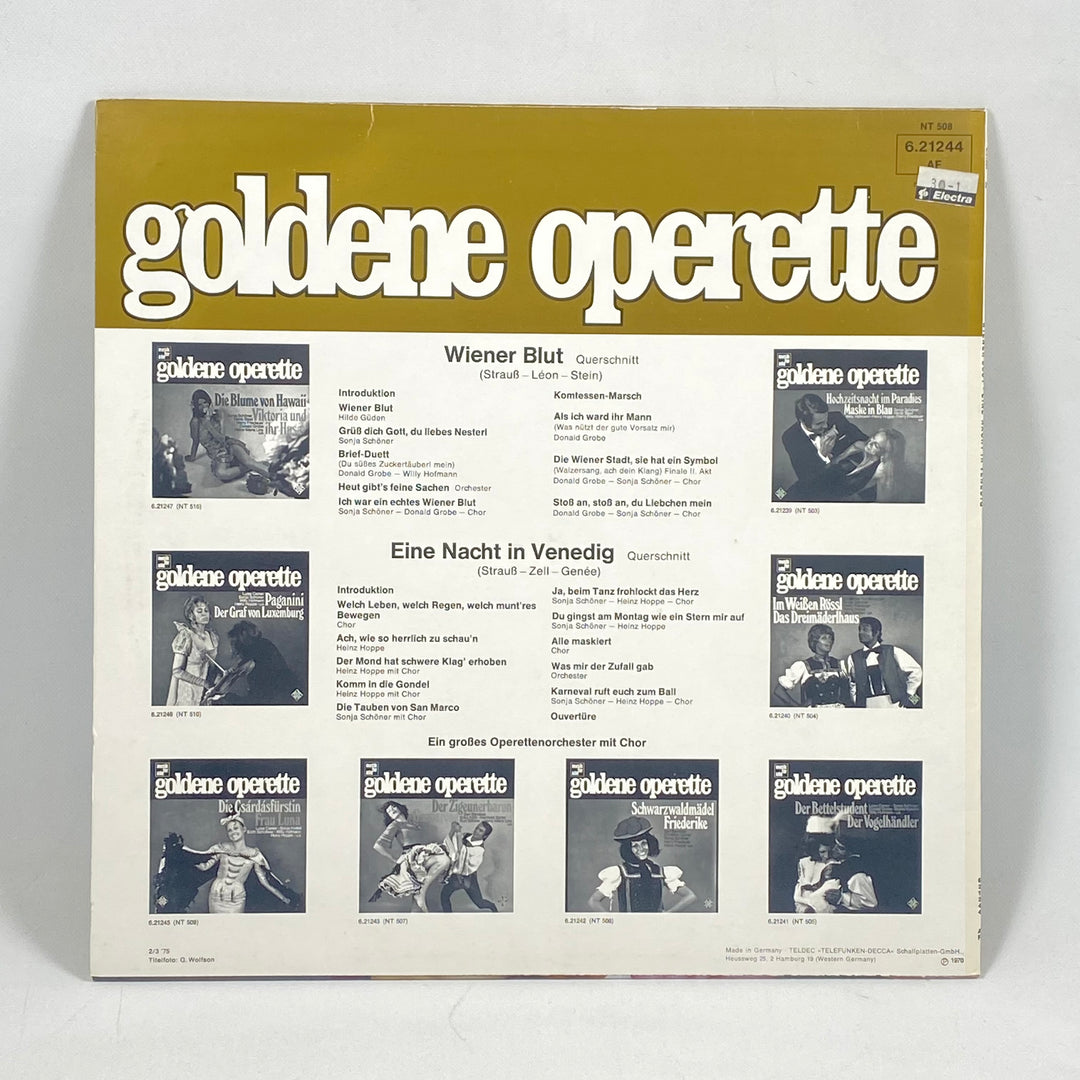 NT 508
6.21244
AF
30-1
Electra
goldene operette
Wiener Blut Querschnitt
(Strauß – Léon – Stein)
Introduktion
Wiener Blut
Hilde Güden
Grüß dich Gott, du liebes Nesterl
Sonja Schöner
Brief-Duett
(Du süßes Zuckertäuberl mein)
Donald Grobe – Willy Hofmann
Heut gibt's feine Sachen Orchester
Ich war ein echtes Wiener Blut
Sonja Schöner – Donald Grobe – Chor
Komtessen-Marsch
Als ich ward ihr Mann
(Was nützt der gute Vorsatz mir)
Donald Grobe
Die Wiener Stadt, sie hat ein Symbol
(Walzersang, ach dein Klang) Finale II. Akt
Donald Grobe – Sonja Schöner – Chor
Stoß an, stoß an, du Liebchen mein
Donald Grobe – Sonja Schöner – Chor
Eine Nacht in Venedig Querschnitt
(Strauß – Zell – Genée)
Introduktion
Welch Leben, welch Regen, welch munt'res
Bewegen
Chor
Ach, wie so herrlich zu schau'n
Heinz Hoppe
Der Mond hat schwere Klag' erhoben
Heinz Hoppe mit Chor
Komm in die Gondel
Heinz Hoppe mit Chor
Die Tauben von San Marco
Sonja Schöner mit Chor
Ja, beim Tanz frohlockt das Herz
Sonja Schöner – Heinz Hoppe – Chor
Du gingst am Montag wie ein Stern mir auf
Sonja Schöner – Heinz Hoppe
Alle maskiert
Chor
Was mir der Zufall gab
Orchester
Karneval ruft euch zum Ball
Sonja Schöner – Heinz Hoppe – Chor
Ouvertüre
Ein großes Operettenorchester mit Chor
goldene operette
Die Blume von Hawaii
Viktoria und
ihr Husar
6.21247 (NT 516)
goldene operette
Hochzeitsnacht im Paradies
Maske in Blau
6.21239 (NT 503)
goldene operette
Paganini
Der Graf von Luxemburg
6.21246 (NT 510)
goldene operette
Im Weißen Rössl
Das Dreimäderlhaus
6.21240 (NT 504)
goldene operette
Die Csárdásfürstin
Frau Luna
6.21245 (NT 509)
goldene operette
Der Zigeunerbaron
6.21243 (NT 507)
goldene operette
Schwarzwaldmädel
Friederike
6.21242 (NT 506)
goldene operette
Der Bettelstudent
Der Vogelhändler
6.21241 (NT 505)
2/3 '75
Titelfoto: G. Wolfson
Made in Germany TELDEC »TELEFUNKEN-DECCA« Schallplatten-GmbH.,
Heussweg 25, 2 Hamburg 19 (Western Germany)
℗ 1970